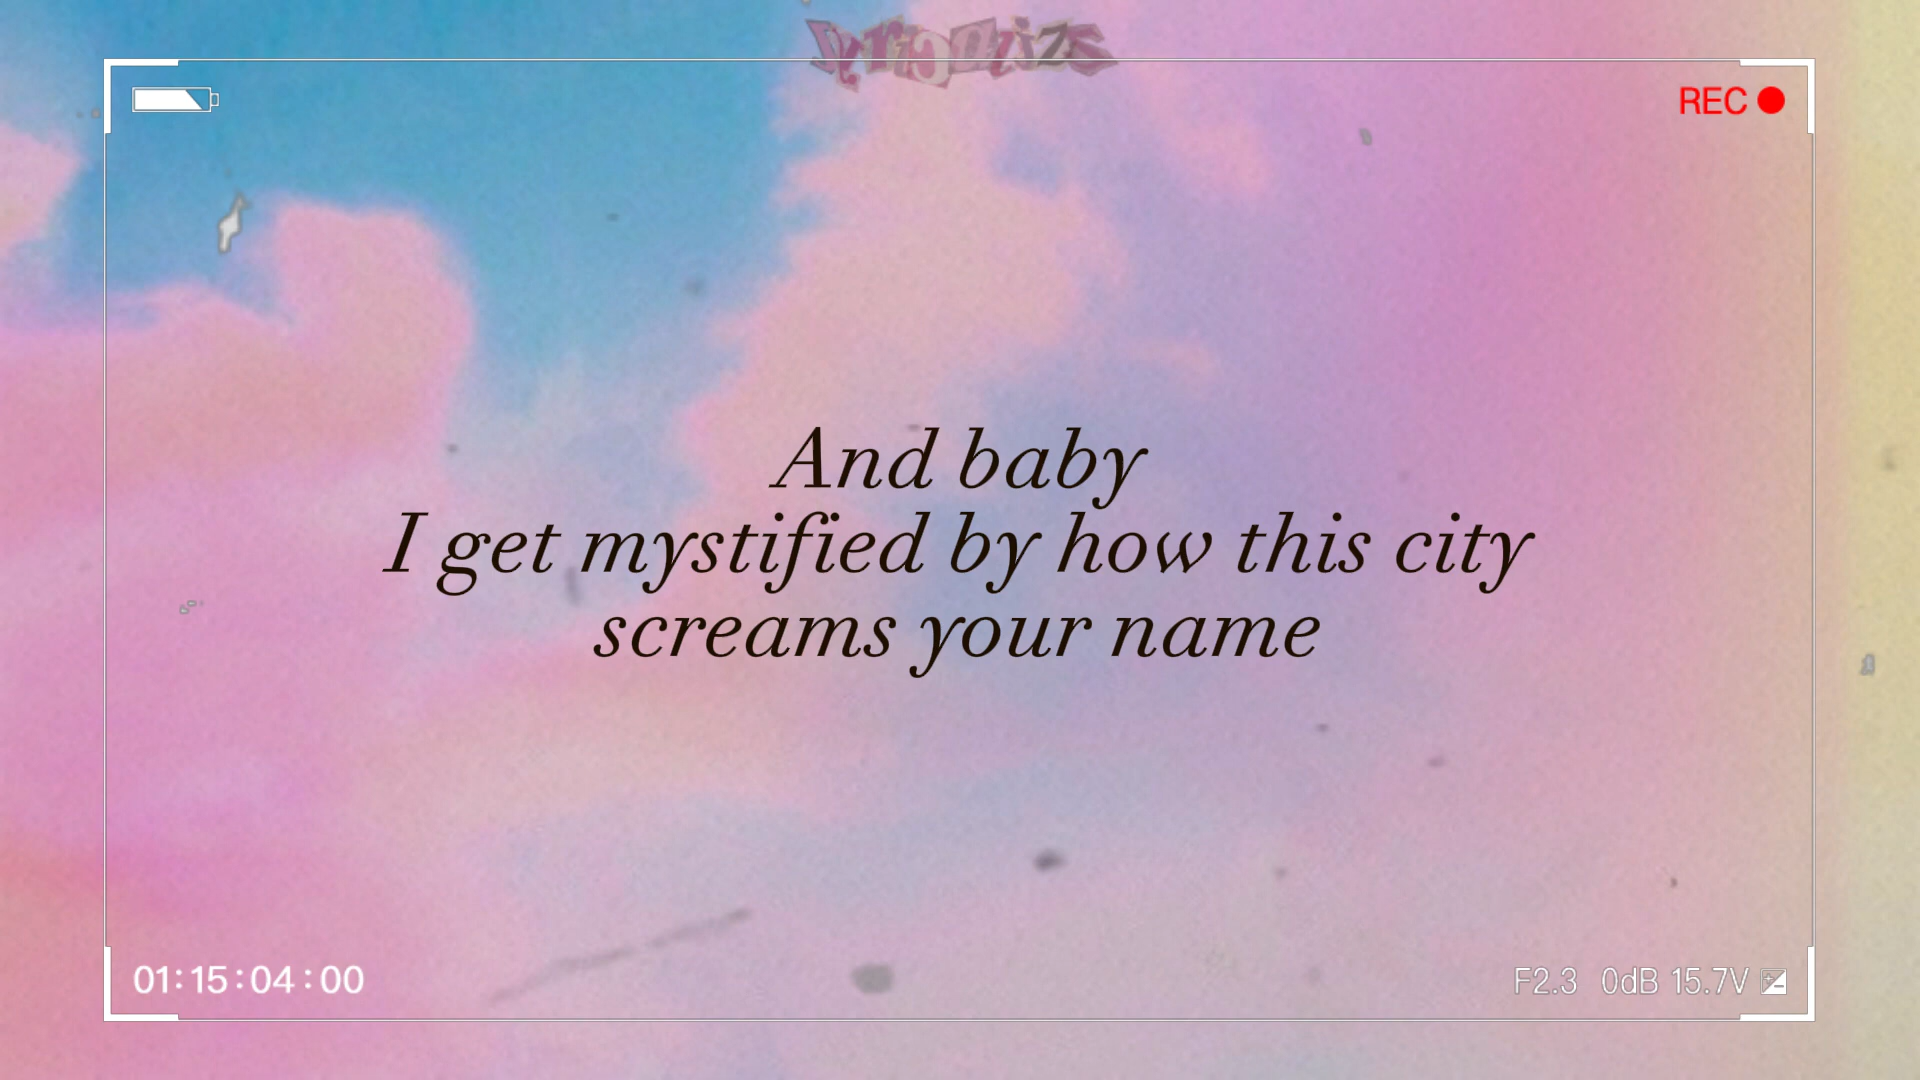 REC
And baby
I get mystified by how this city
screams your name
01:15:04:00
F2.3 0dB 15.7V